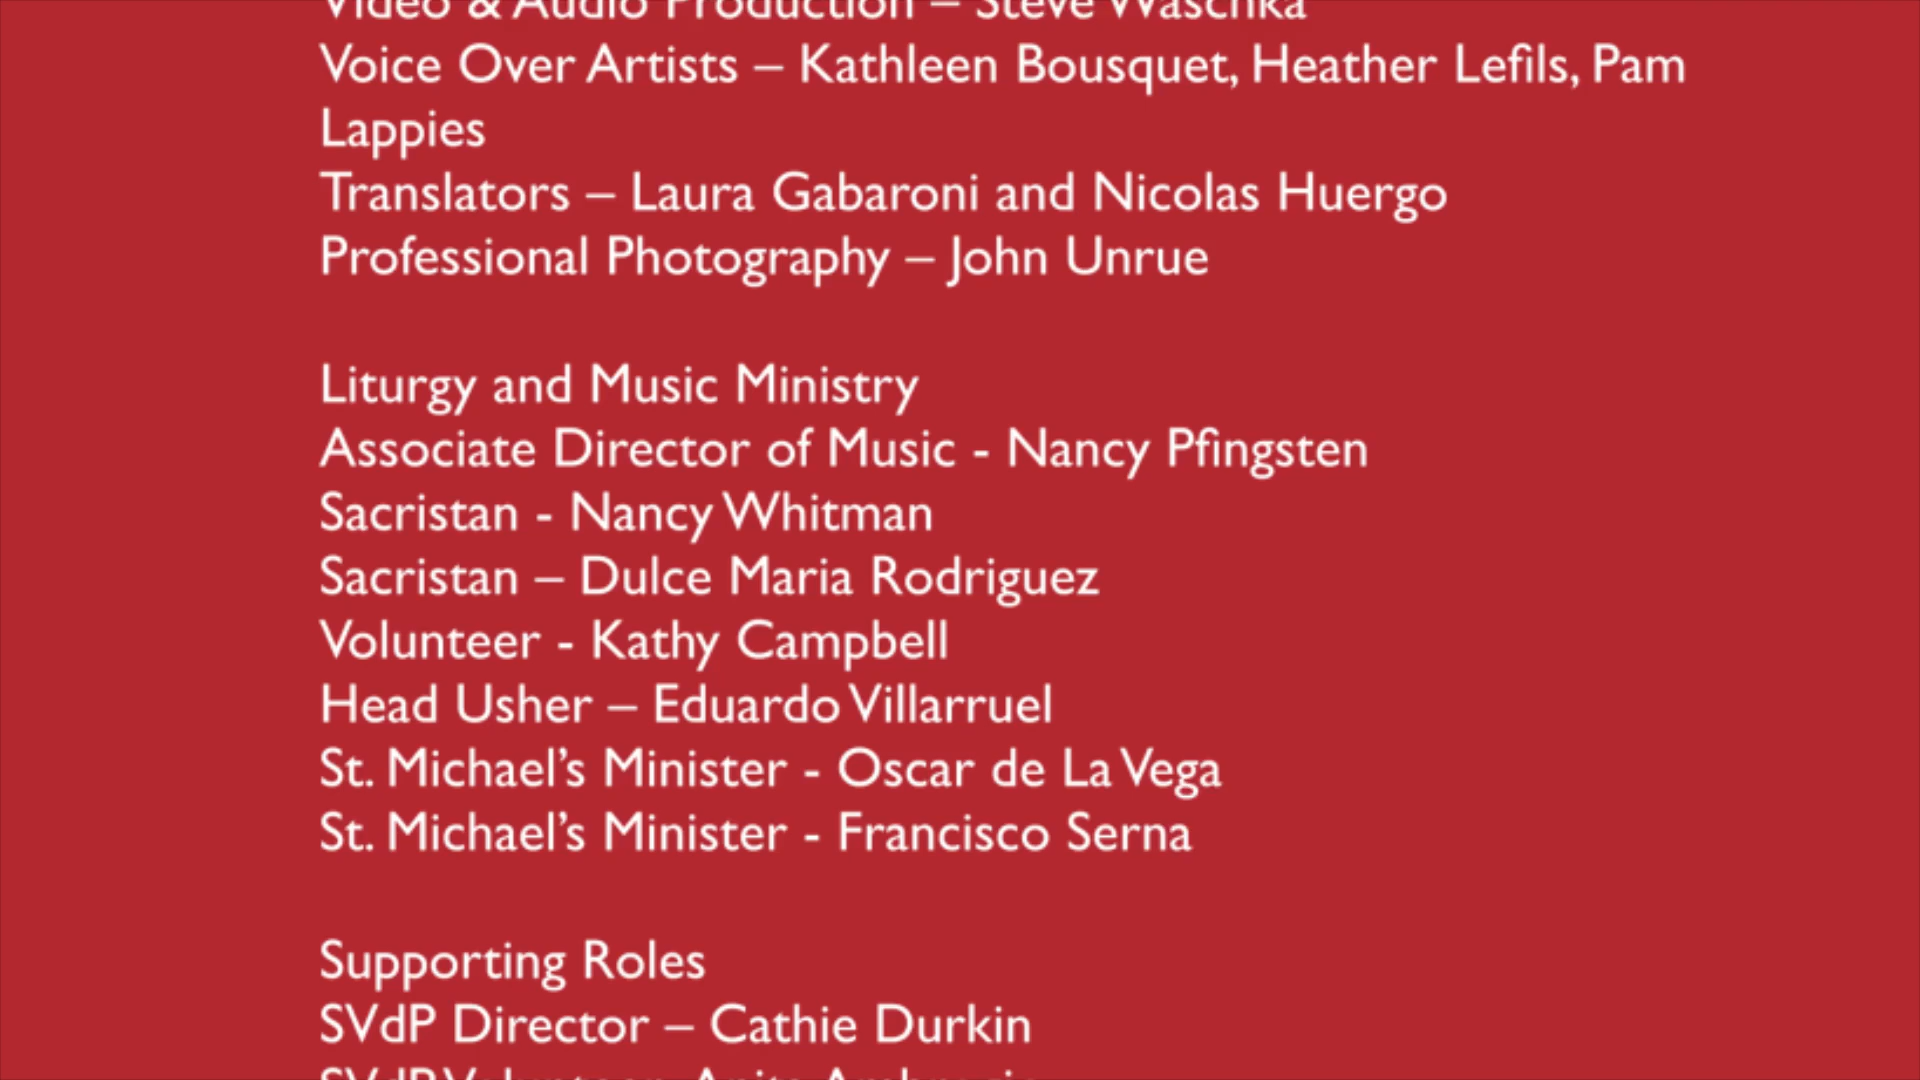 Video & Audio Production – Steve Waschka
Voice Over Artists – Kathleen Bousquet, Heather Lefils, Pam
Lappies
Translators – Laura Gabaroni and Nicolas Huergo
Professional Photography – John Unrue
Liturgy and Music Ministry
Associate Director of Music - Nancy Pfingsten
Sacristan - Nancy Whitman
Sacristan – Dulce Maria Rodriguez
Volunteer - Kathy Campbell
Head Usher – Eduardo Villarruel
St. Michael’s Minister - Oscar de La Vega
St. Michael’s Minister - Francisco Serna
Supporting Roles
SVdP Director – Cathie Durkin
SVdP Volunteer Anita